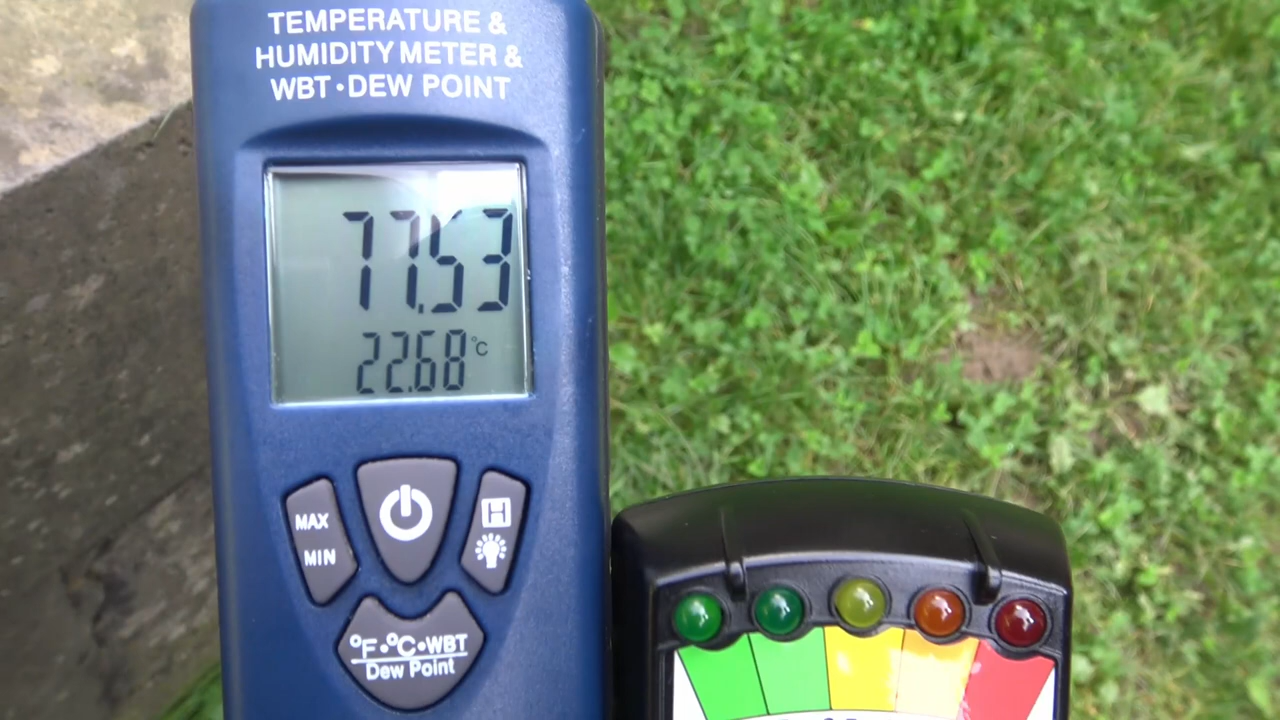 TEMPERATURE &
HUMIDITY METER &
WBT•DEW POINT
77.53
22.68 °C
MAX
MIN
H
°F•°C•WBT
Dew Point